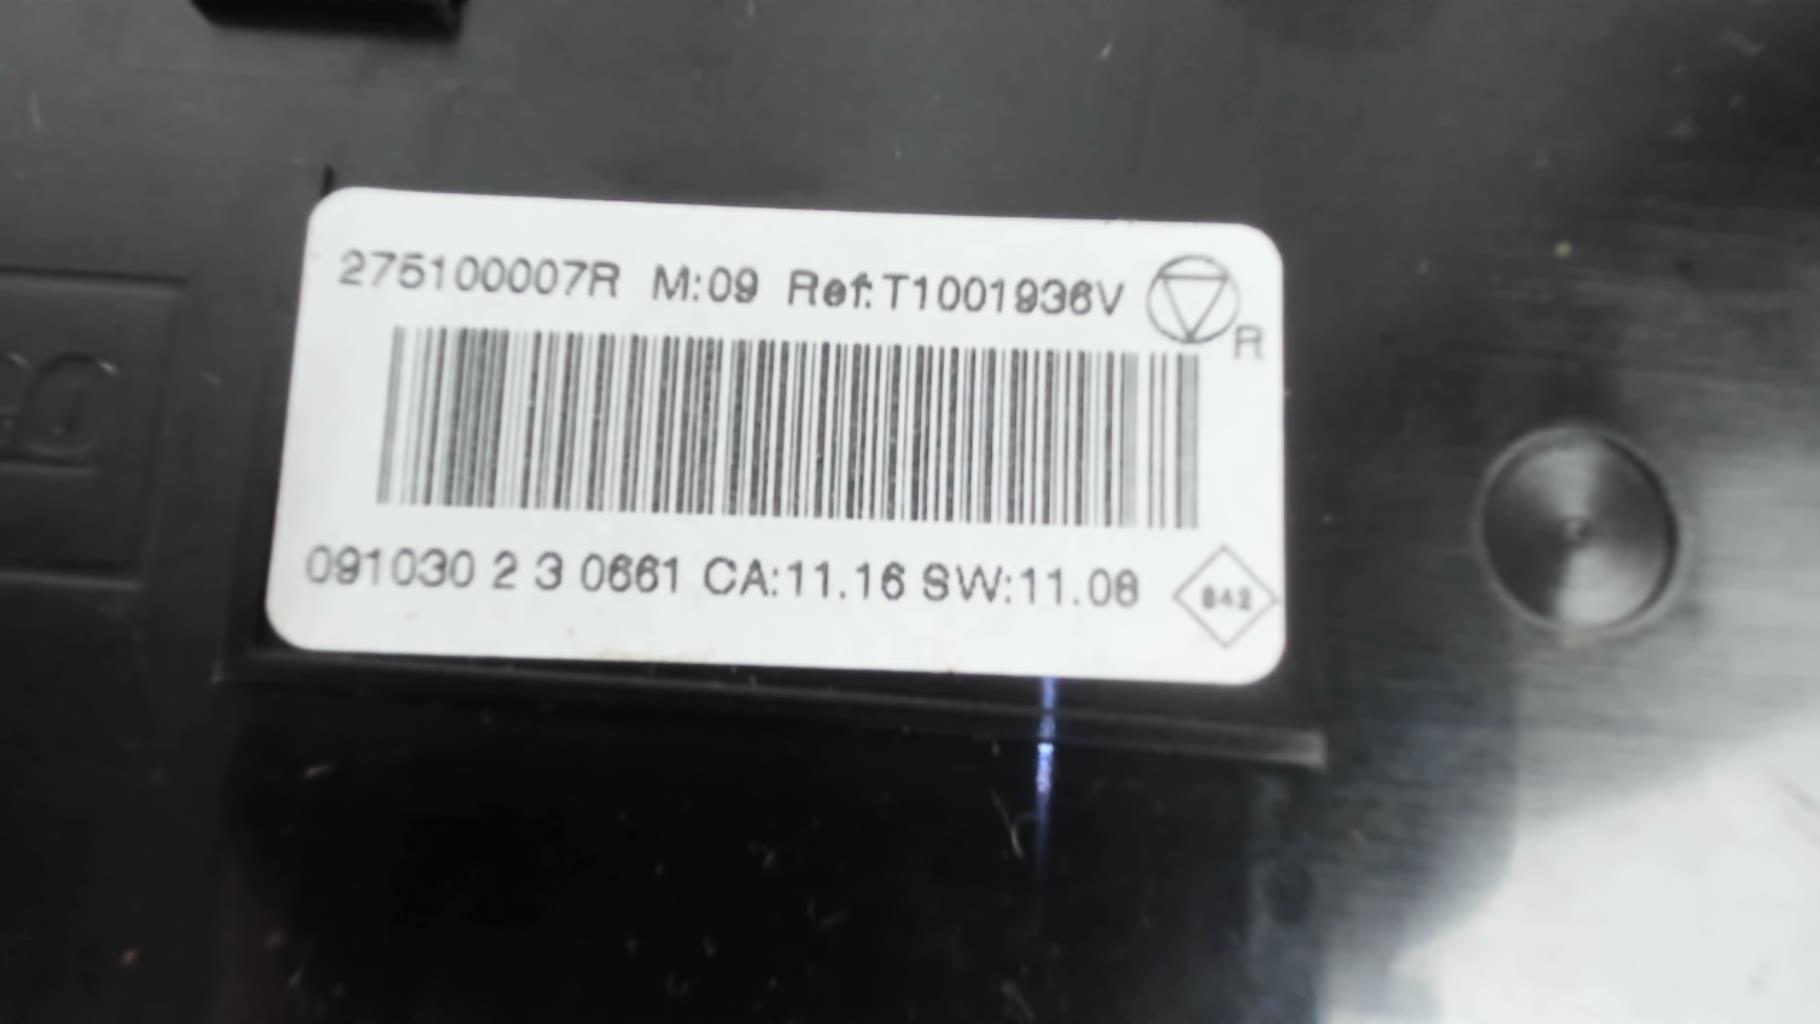 275100007R M:09 Ref:T1001936V
R
091030 2 3 0661 CA:11.16 SW:11.08
842